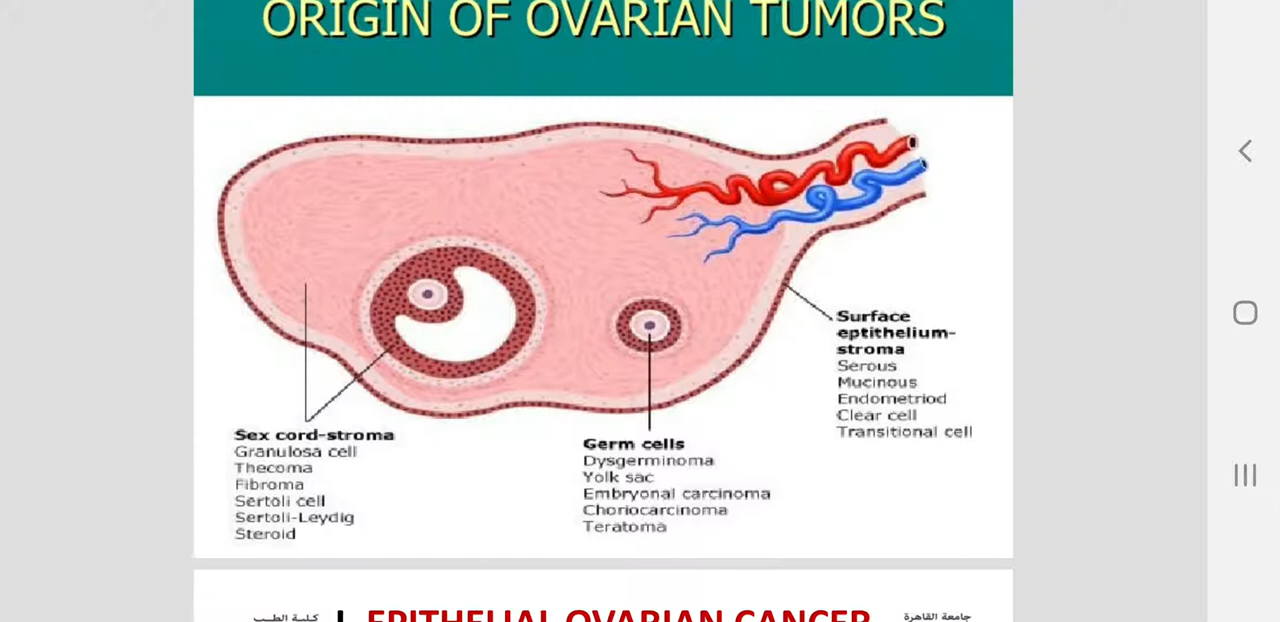 ORIGIN OF OVARIAN TUMORS
Surface
eptithelium-
stroma
Serous
Mucinous
Endometriod
Clear cell
Transitional cell
Sex cord-stroma
Granulosa cell
Thecoma
Fibroma
Sertoli cell
Sertoli-Leydig
Steroid
Germ cells
Dysgerminoma
Yolk sac
Embryonal carcinoma
Choriocarcinoma
Teratoma
كلية الطب
I EPITHELIAL OVARIAN CANCER
جامعة القاهرة